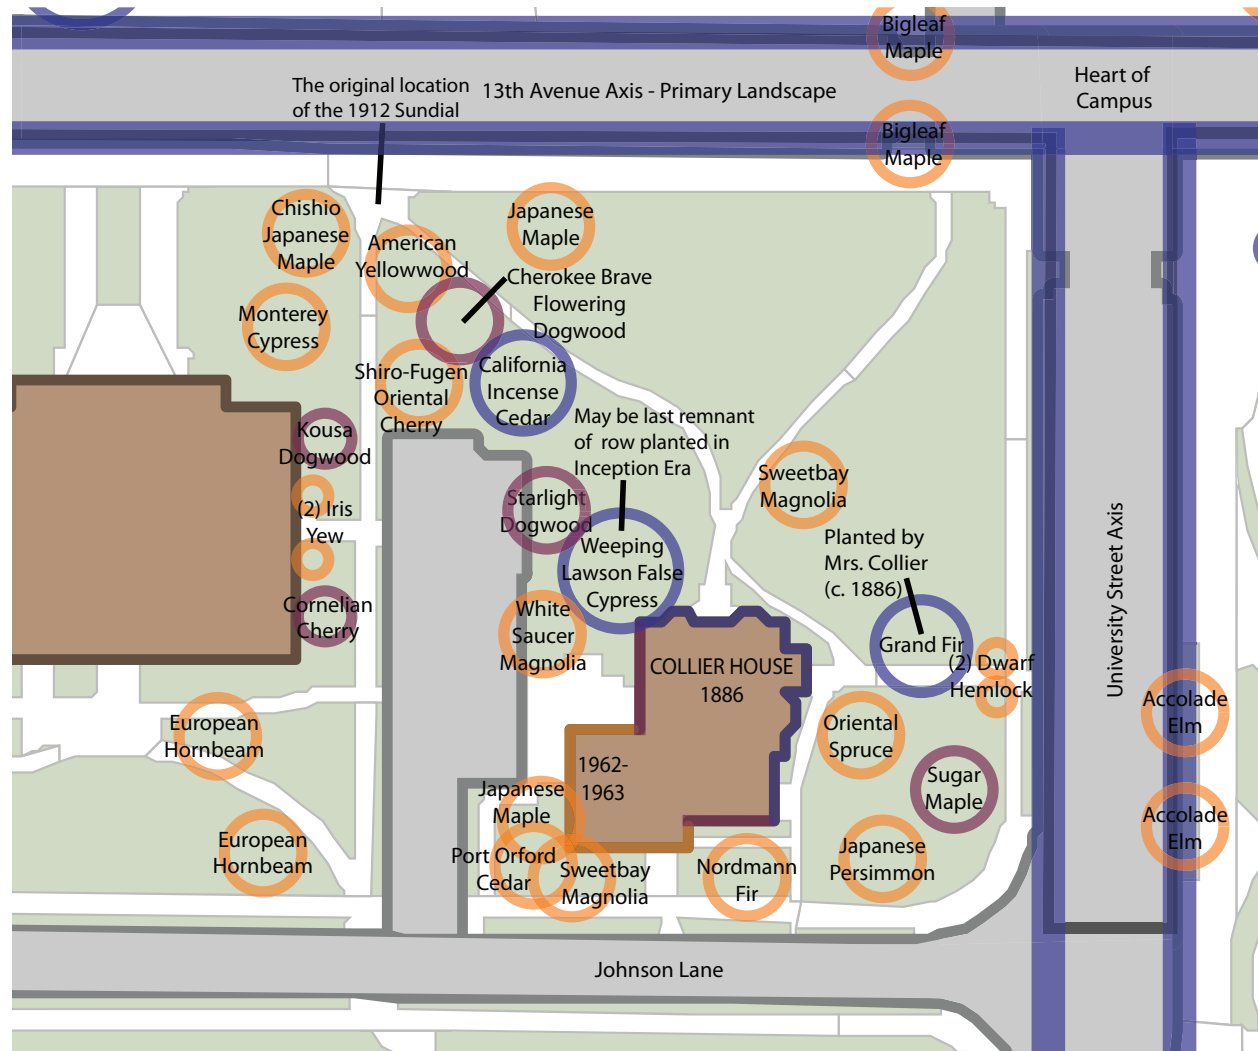 Bigleaf
Maple
The original location
of the 1912 Sundial
13th Avenue Axis - Primary Landscape
Heart of
Campus
Bigleaf
Maple
Chishio
Japanese
Maple
American
Yellowwood
Japanese
Maple
Cherokee Brave
Flowering
Dogwood
Monterey
Cypress
Shiro-Fugen
Oriental
Cherry
California
Incense
Cedar
May be last remnant
of row planted in
Inception Era
Kousa
Dogwood
(2) Iris
Yew
Cornelian
Cherry
Starlight
Dogwood
Weeping
Lawson False
Cypress
Sweetbay
Magnolia
Planted by
Mrs. Collier
(c. 1886)
Grand Fir
(2) Dwarf
Hemlock
University Street Axis
White
Saucer
Magnolia
COLLIER HOUSE
1886
1962-
1963
European
Hornbeam
Oriental
Spruce
Accolade
Elm
Sugar
Maple
Japanese
Maple
European
Hornbeam
Port Orford
Cedar
Sweetbay
Magnolia
Nordmann
Fir
Japanese
Persimmon
Accolade
Elm
Johnson Lane